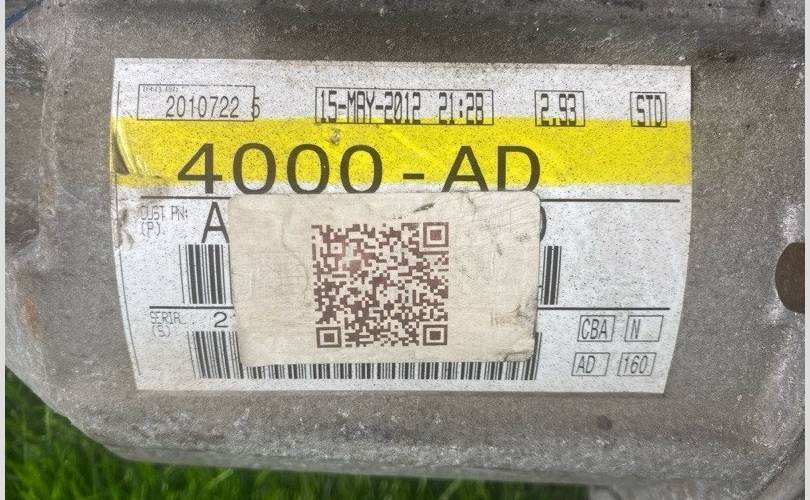 2010722 5 15-MAY-2012 21:28 2.93 STD
4000-AD
CUST PN: A
(P)
SERIAL 2 CBA N
(S) AD 160